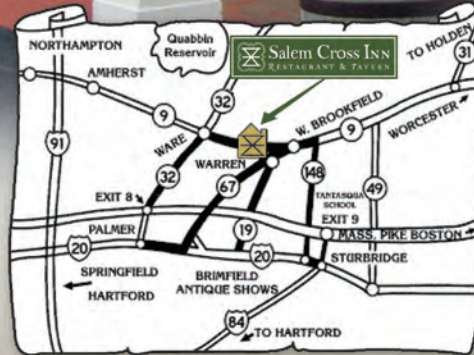 NORTHAMPTON
Quabbin
Reservoir
Salem Cross Inn
RESTAURANT & TAVERN
TO HOLDEN
31
AMHERST
32
9
W. BROOKFIELD
9
WORCESTER
91
WARE
WARREN
32
67
148
TANTASQUA
SCHOOL
49
EXIT 8
19
EXIT 9
MASS. PIKE BOSTON
PALMER
20
20
STURBRIDGE
SPRINGFIELD
BRIMFIELD
ANTIQUE SHOWS
HARTFORD
84
TO HARTFORD